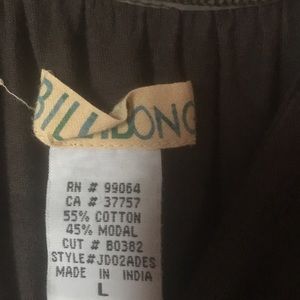 BILLABONG
RN # 99064
CA # 37757
55% COTTON
45% MODAL
CUT # B0382
STYLE#JD02ADES
MADE IN INDIA
L